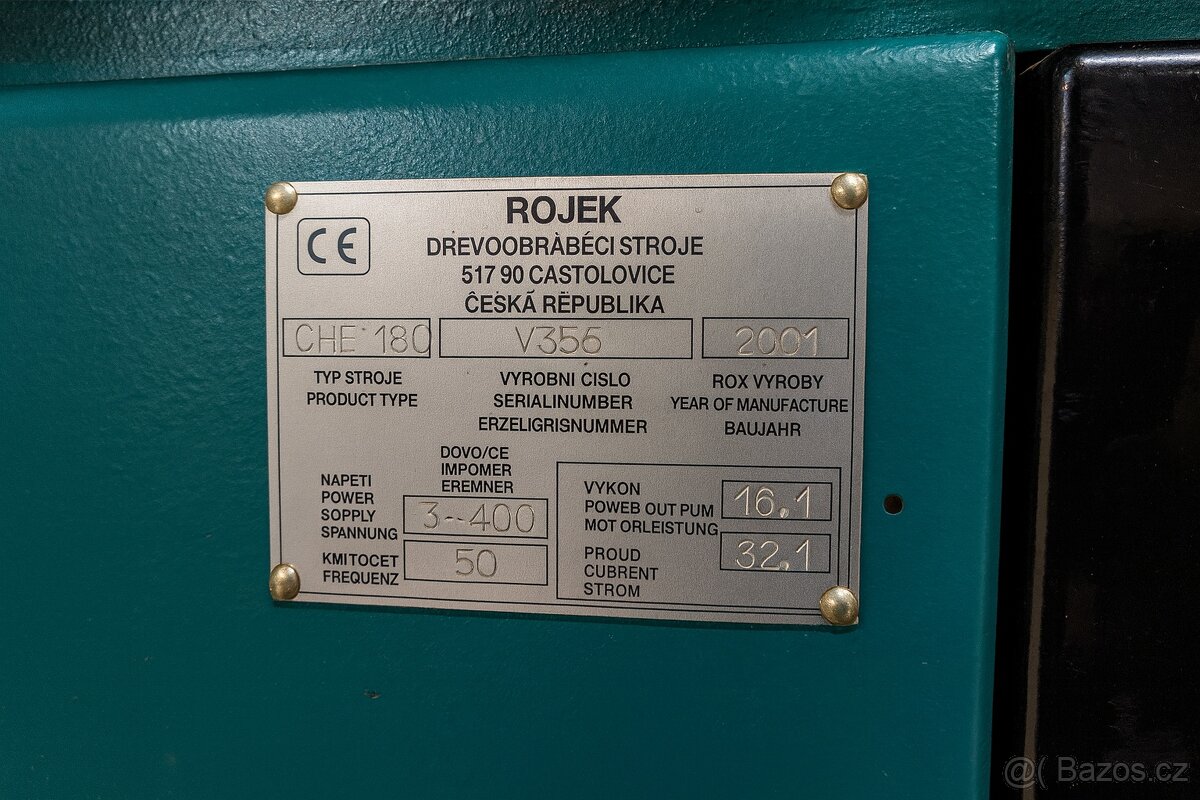 CE
ROJEK
DREVOOBRÀBÉCI STROJE
517 90 CASTOLOVICE
ČESKÁ RËPUBLIKA
CHE 180 V356 2001
TYP STROJE
PRODUCT TYPE
VYROBNI CISLO
SERIALINUMBER
ERZELIGRISNUMMER
ROX VYROBY
YEAR OF MANUFACTURE
BAUJAHR
DOVO/CE
IMPOMER
EREMNER
NAPETI
POWER
SOPPLY
SPANNUNG
3~400
KMITOCET
FREQUENZ
50
VYKON
POWEB OUT PUM
MOT ORLEISTUNG
16.1
PROUD
CUBRENT
STROM
32,1
@( Bazos.cz